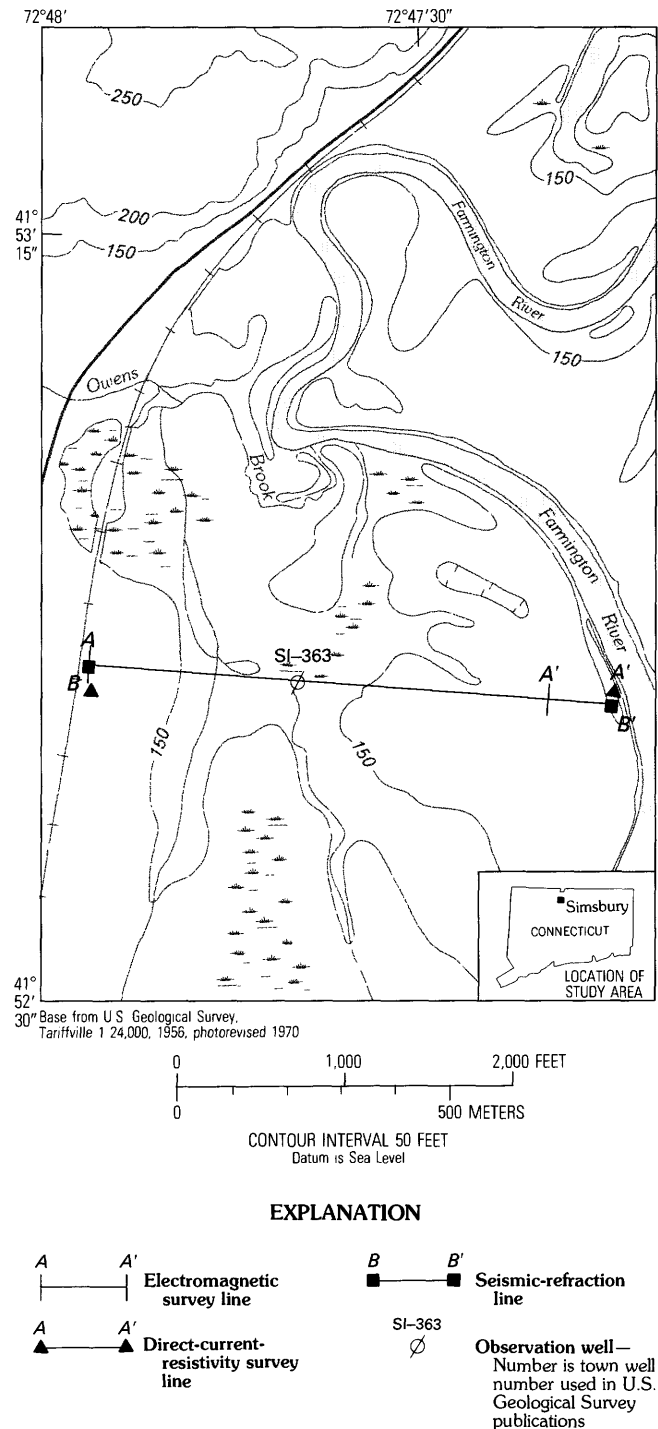 72°48' 72°47'30"
250
41°
53'
15"
200
150
150
Farmington
River
150
Owens
Brook
Farmington
River
A
B
SI–363
A'
A'
B'
150
150
Simsbury
CONNECTICUT
LOCATION OF
STUDY AREA
41°
52'
30"
Base from U.S. Geological Survey,
Tariffville 1 24,000, 1956, photorevised 1970
0 1,000 2,000 FEET
0 500 METERS
CONTOUR INTERVAL 50 FEET
Datum is Sea Level
EXPLANATION
A A'
Electromagnetic
survey line
A A'
Direct-current-
resistivity survey
line
B B'
Seismic-refraction
line
SI–363
Observation well—
Number is town well
number used in U.S.
Geological Survey
publications